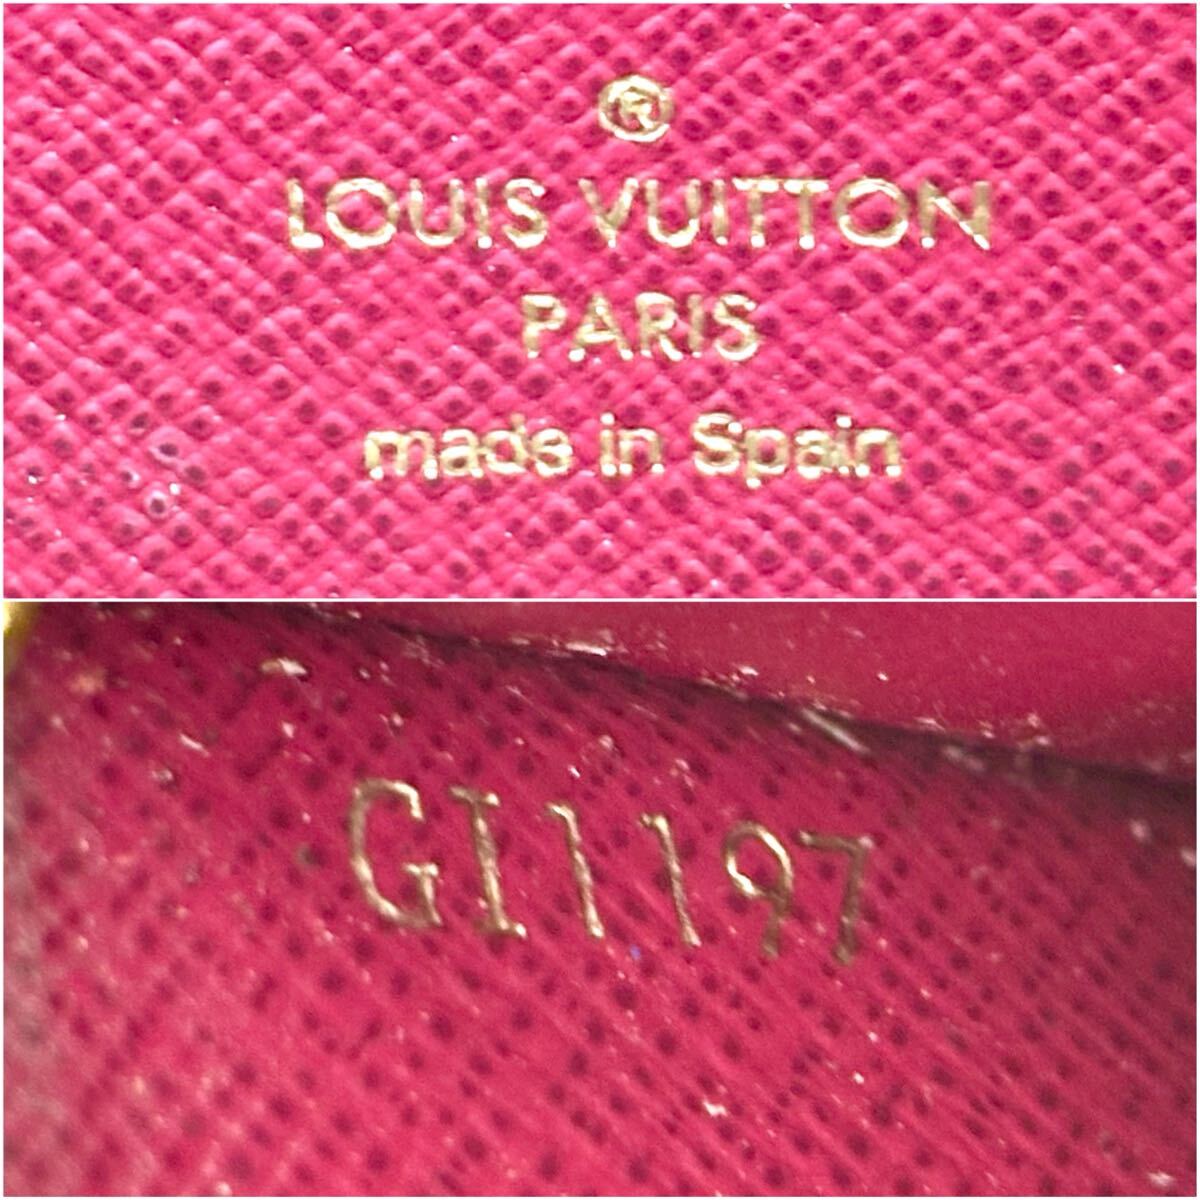 ®
LOUIS VUITTON
PARIS
made in Spain
GI1197